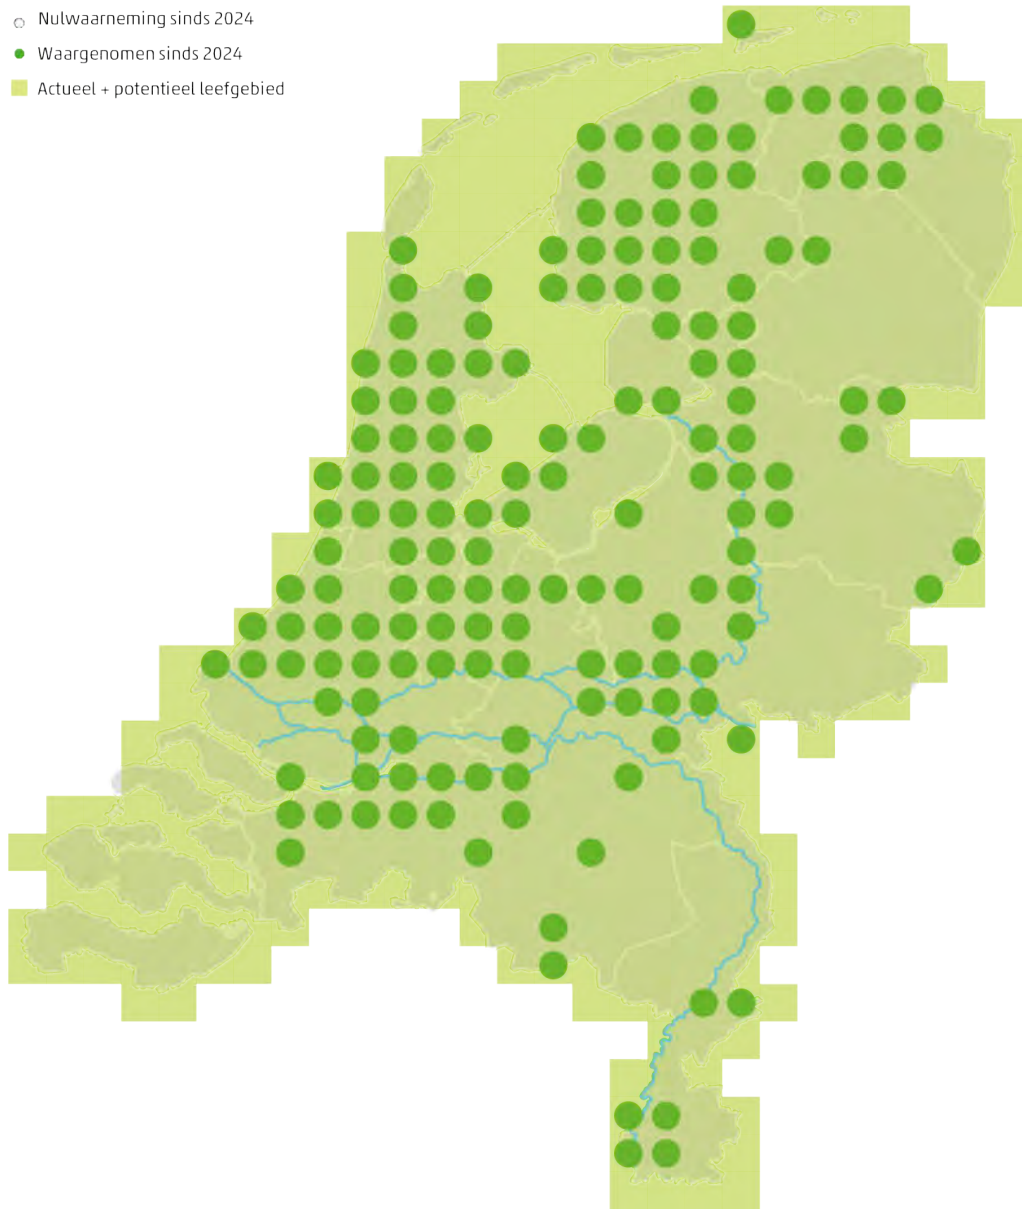 Nulwaarneming sinds 2024
Waargenomen sinds 2024
Actueel + potentieel leefgebied